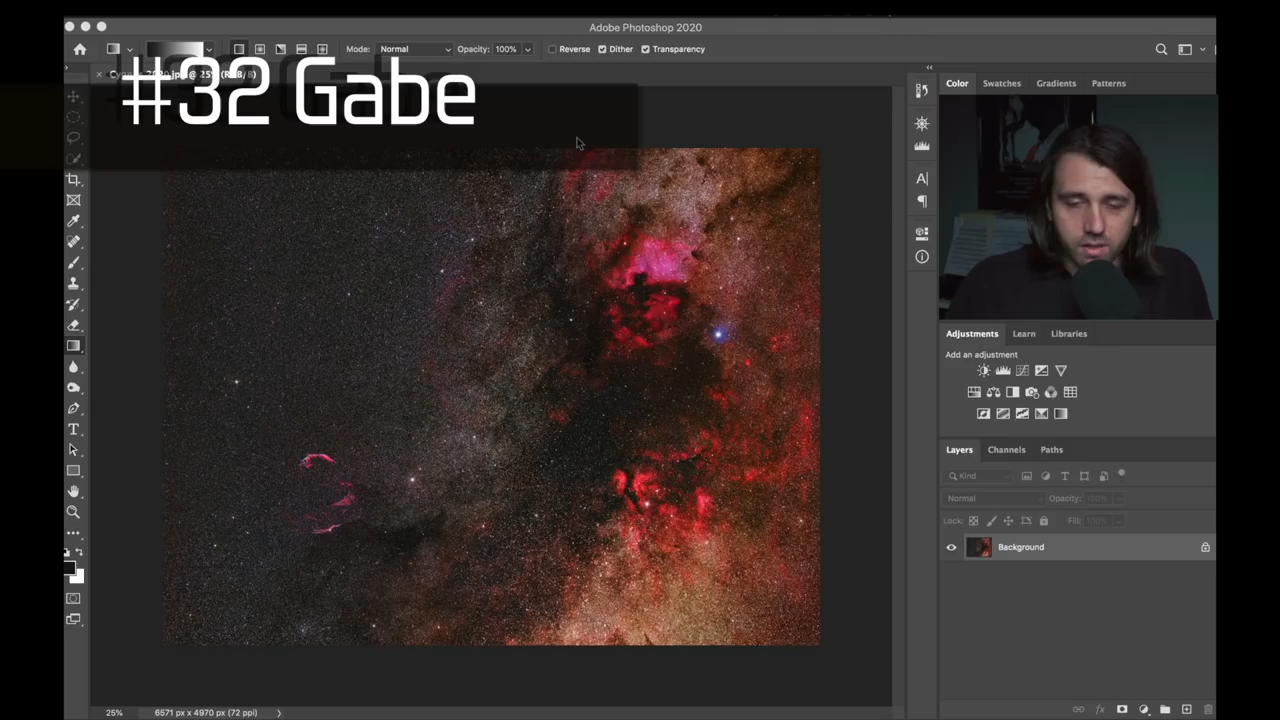 Adobe Photoshop 2020
Mode: Normal Opacity: 100% Reverse Dither Transparency
#32 Gabe
Color Swatches Gradients Patterns
Adjustments Learn Libraries
Add an adjustment
Layers Channels Paths
Kind
Normal Opacity: 100%
Lock: Fill: 100%
Background
25% 6571 px x 4970 px (72 ppi)